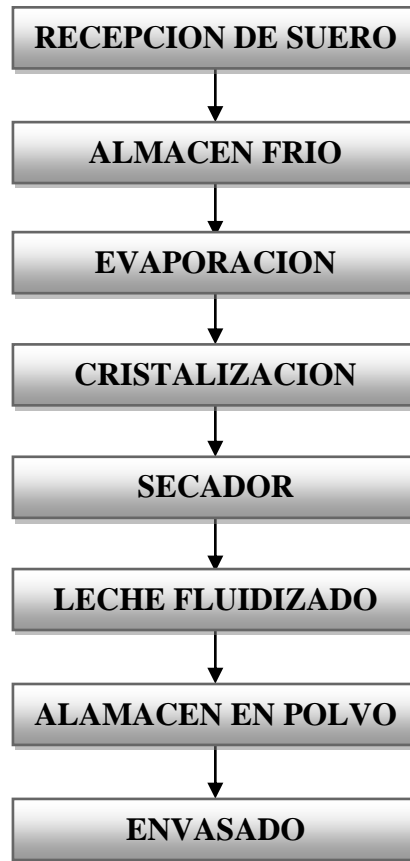 RECEPCION DE SUERO
ALMACEN FRIO
EVAPORACION
CRISTALIZACION
SECADOR
LECHE FLUIDIZADO
ALAMACEN EN POLVO
ENVASADO